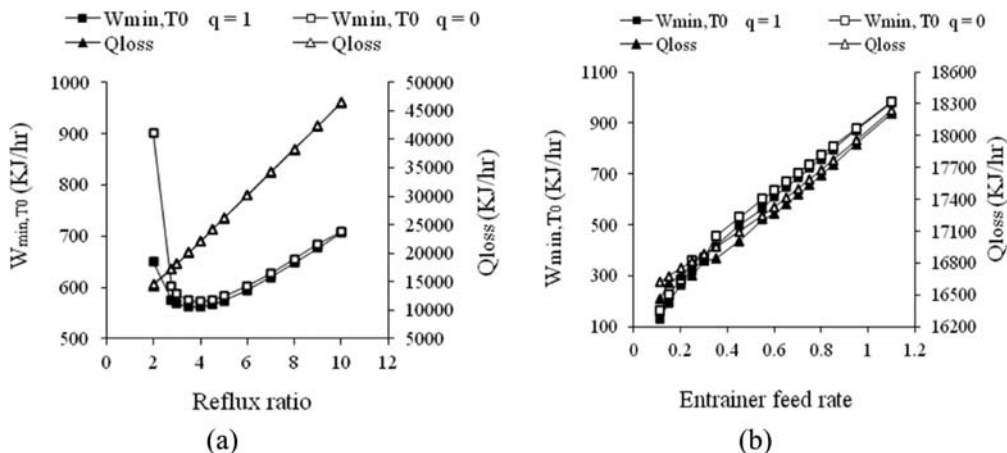 Wmin,T0 q = 1
Wmin,T0 q = 0
Qloss
Qloss
1000
900
800
700
600
500
Wmin,T0 (KJ/hr)
50000
45000
40000
35000
30000
25000
20000
15000
10000
5000
Qloss (KJ/hr)
0 2 4 6 8 10 12
Reflux ratio
(a)
Wmin,T0 q = 1
Wmin,T0 q = 0
Qloss
Qloss
1100
900
700
500
300
100
Wmin,T0 (KJ/hr)
18600
18300
18000
17700
17400
17100
16800
16500
16200
Qloss (KJ/hr)
0 0.2 0.4 0.6 0.8 1 1.2
Entrainer feed rate
(b)